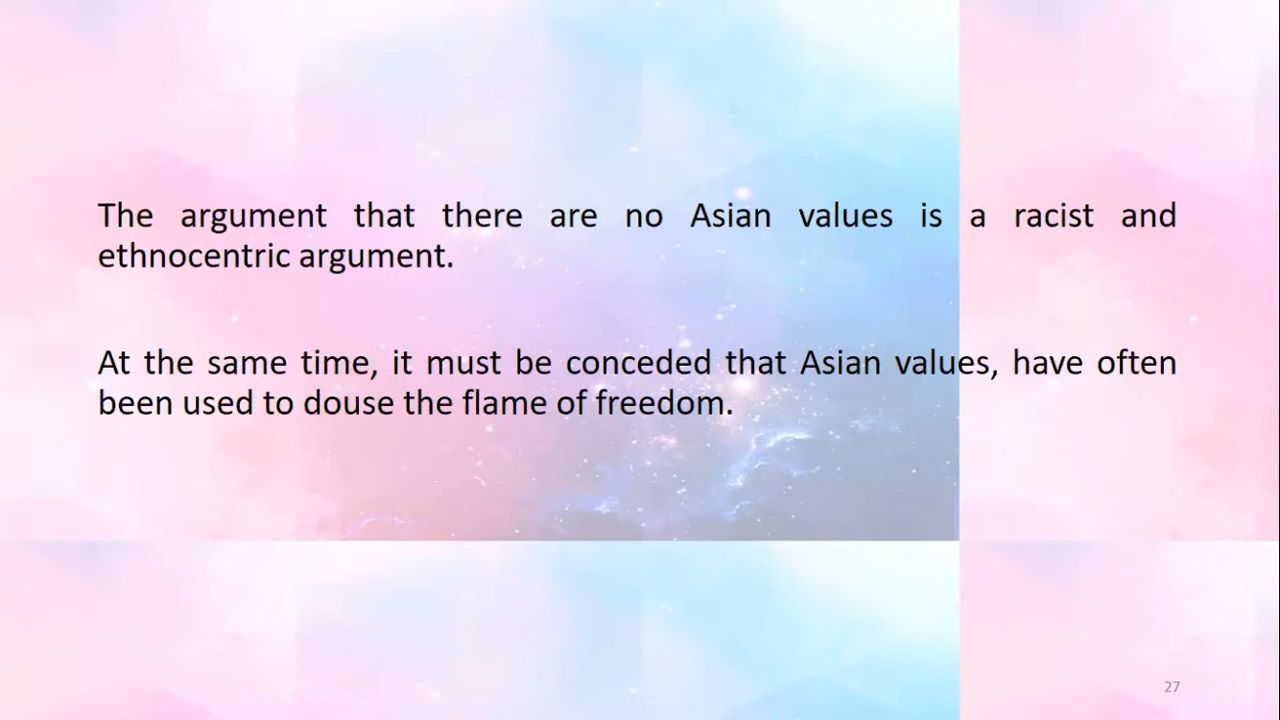 The argument that there are no Asian values is a racist and
ethnocentric argument.
At the same time, it must be conceded that Asian values, have often
been used to douse the flame of freedom.
27